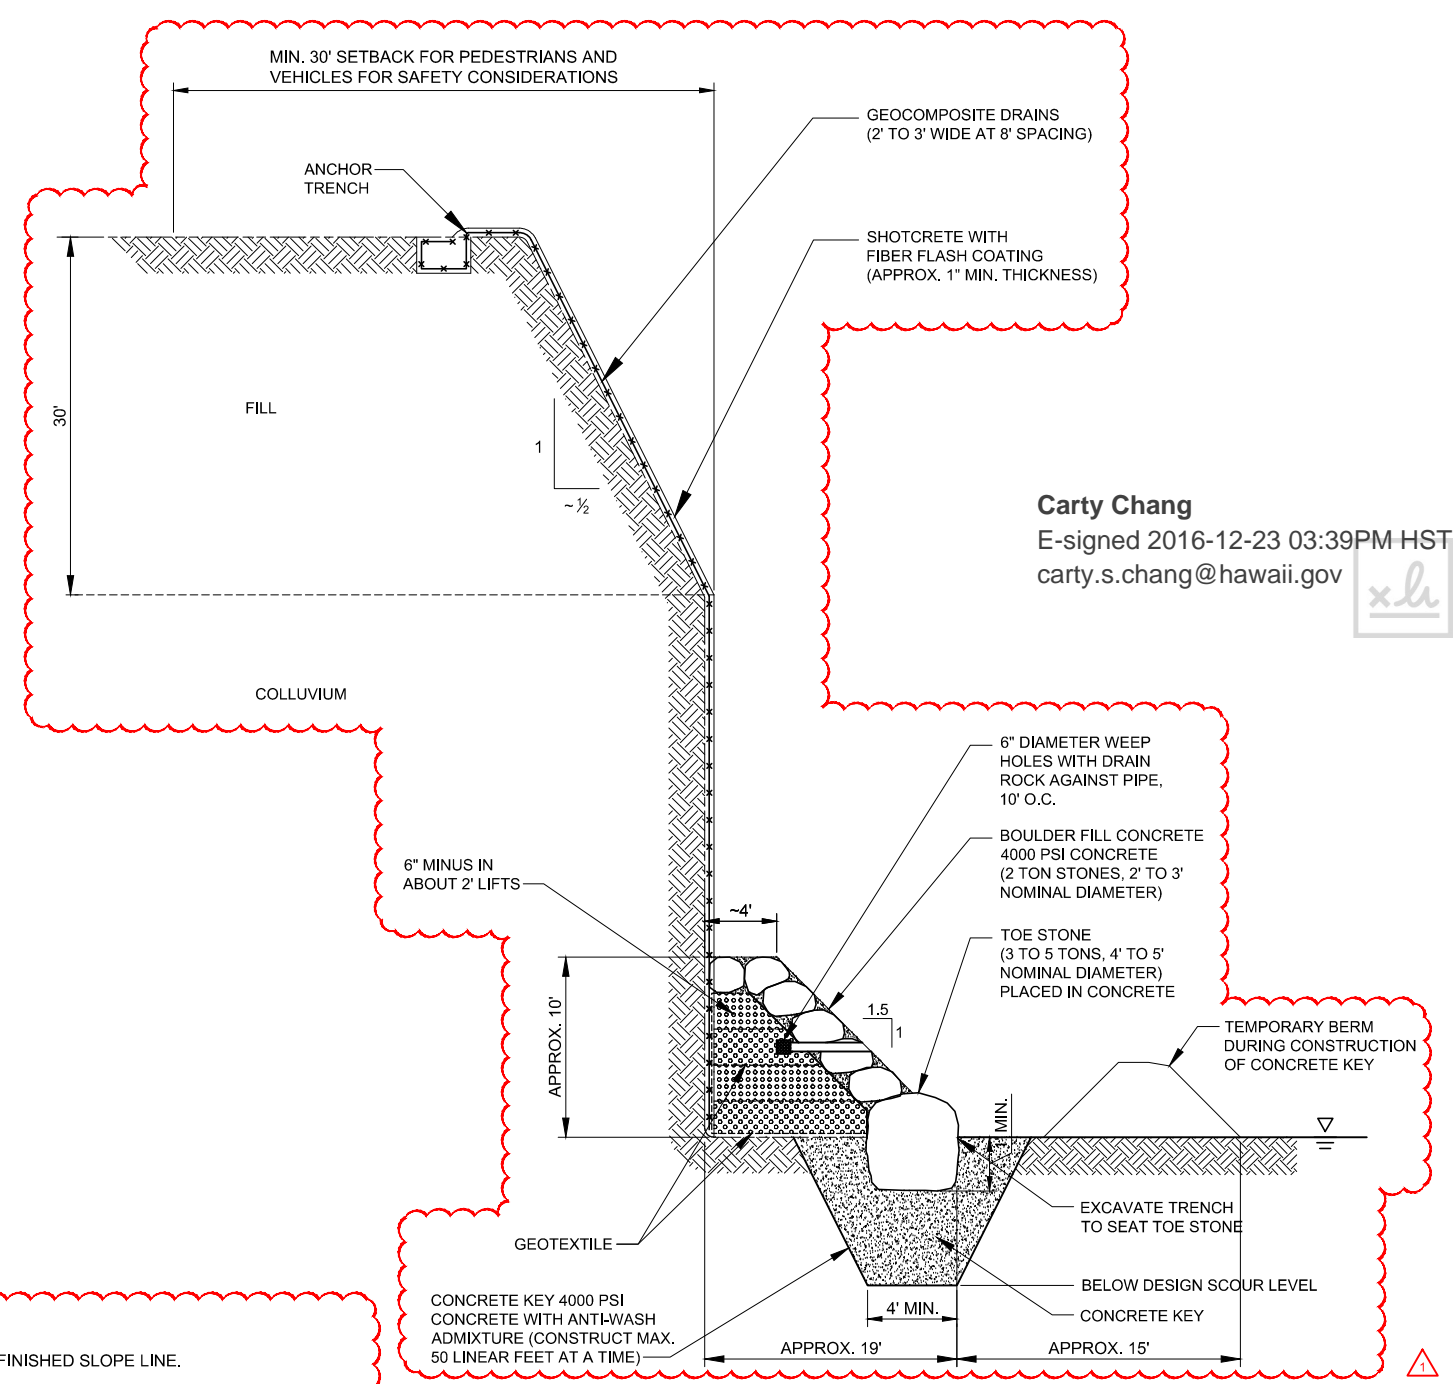 MIN. 30' SETBACK FOR PEDESTRIANS AND
VEHICLES FOR SAFETY CONSIDERATIONS
GEOCOMPOSITE DRAINS
(2' TO 3' WIDE AT 8' SPACING)
ANCHOR
TRENCH
SHOTCRETE WITH
FIBER FLASH COATING
(APPROX. 1" MIN. THICKNESS)
30'
FILL
1
~ ½
Carty Chang
E-signed 2016-12-23 03:39PM HST
carty.s.chang@hawaii.gov
COLLUVIUM
6" DIAMETER WEEP
HOLES WITH DRAIN
ROCK AGAINST PIPE,
10' O.C.
BOULDER FILL CONCRETE
4000 PSI CONCRETE
(2 TON STONES, 2' TO 3'
NOMINAL DIAMETER)
6" MINUS IN
ABOUT 2' LIFTS
~4'
TOE STONE
(3 TO 5 TONS, 4' TO 5'
NOMINAL DIAMETER)
PLACED IN CONCRETE
APPROX. 10'
1.5
1
TEMPORARY BERM
DURING CONSTRUCTION
OF CONCRETE KEY
MIN.
EXCAVATE TRENCH
TO SEAT TOE STONE
GEOTEXTILE
BELOW DESIGN SCOUR LEVEL
CONCRETE KEY 4000 PSI
CONCRETE WITH ANTI-WASH
ADMIXTURE (CONSTRUCT MAX.
50 LINEAR FEET AT A TIME)
4' MIN.
CONCRETE KEY
APPROX. 19'
APPROX. 15'
FINISHED SLOPE LINE.
1